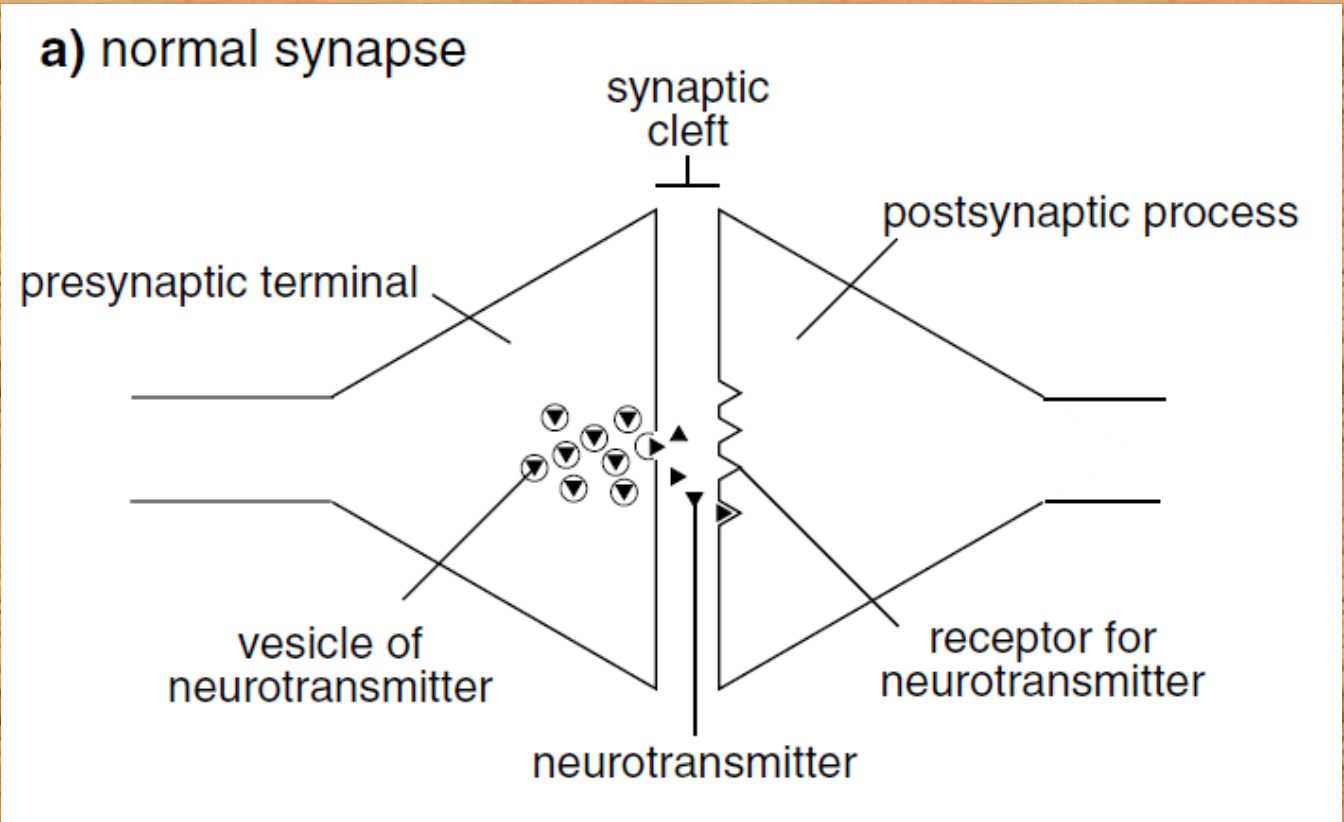 a) normal synapse
synaptic
cleft
postsynaptic process
presynaptic terminal
vesicle of
neurotransmitter
receptor for
neurotransmitter
neurotransmitter